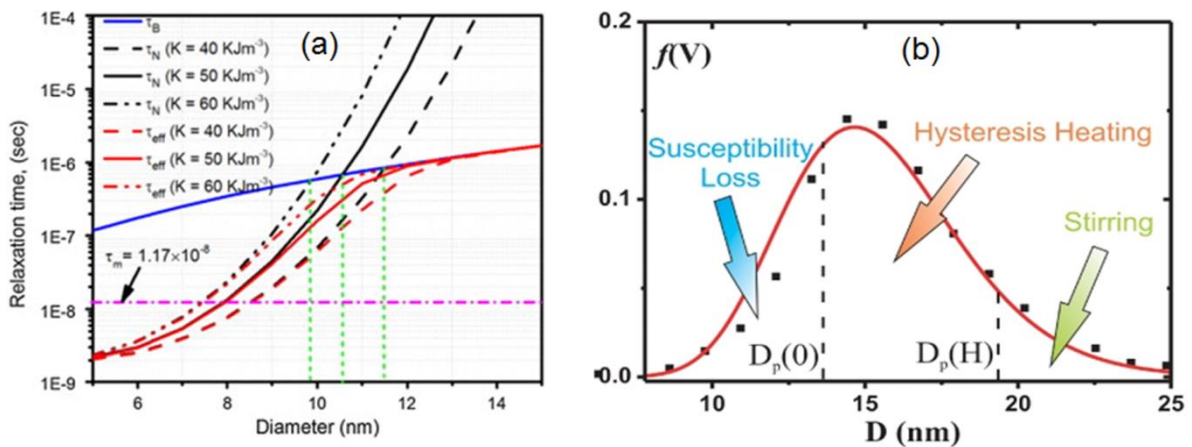 (a)
1E-4
1E-5
1E-6
1E-7
1E-8
1E-9
Relaxation time, (sec)
τB
τN (K = 40 KJm-3)
τN (K = 50 KJm-3)
τN (K = 60 KJm-3)
τeff (K = 40 KJm-3)
τeff (K = 50 KJm-3)
τeff (K = 60 KJm-3)
τm = 1.17×10-8
6 8 10 12 14
Diameter (nm)
(b)
f(V)
0.2
0.1
0.0
Susceptibility
Loss
Hysteresis Heating
Stirring
Dp(0)
Dp(H)
10 15 20 25
D (nm)